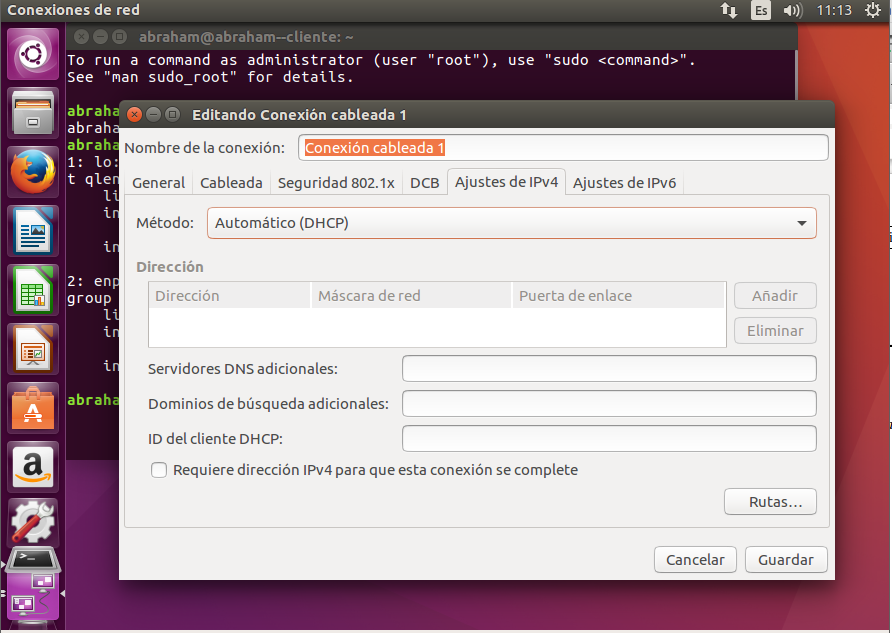 Conexiones de red
Es
11:13
abraham@abraham--cliente: ~
To run a command as administrator (user "root"), use "sudo <command>".
See "man sudo_root" for details.
Editando Conexión cableada 1
Nombre de la conexión: Conexión cableada 1
General Cableada Seguridad 802.1x DCB Ajustes de IPv4 Ajustes de IPv6
Método: Automático (DHCP)
Dirección
Dirección Máscara de red Puerta de enlace Añadir
Eliminar
Servidores DNS adicionales:
Dominios de búsqueda adicionales:
ID del cliente DHCP:
Requiere dirección IPv4 para que esta conexión se complete
Rutas...
Cancelar Guardar
abraha
abraha
abraha
1: lo:
t qlen
li
in
in
2: enp
group
li
in
in
abraha